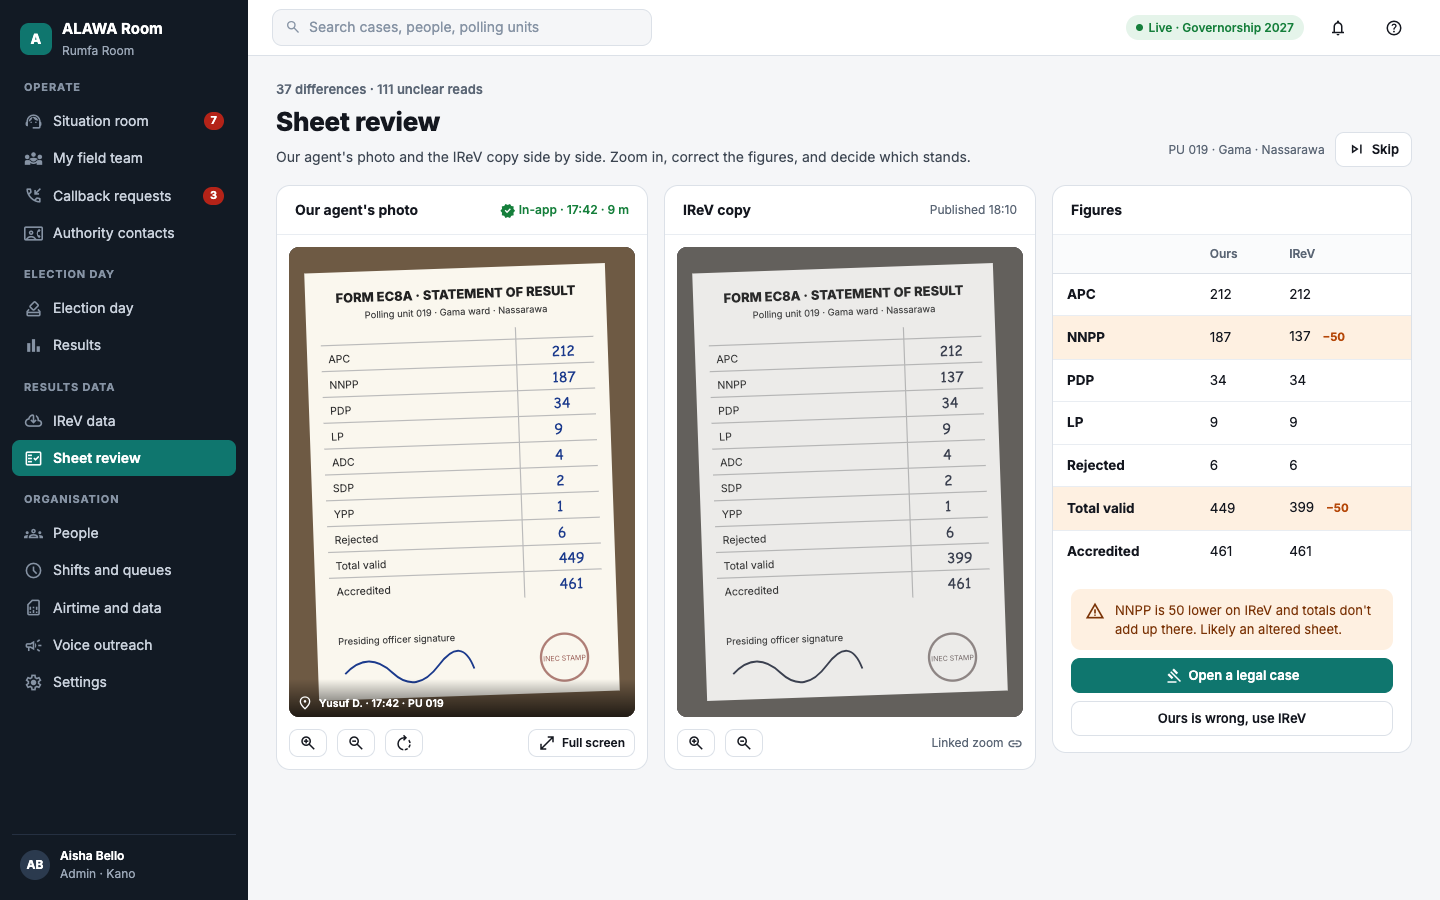 A
ALAWA Room
Rumfa Room
OPERATE
Situation room 7
My field team
Callback requests 3
Authority contacts
ELECTION DAY
Election day
Results
RESULTS DATA
IReV data
Sheet review
ORGANISATION
People
Shifts and queues
Airtime and data
Voice outreach
Settings
AB
Aisha Bello
Admin · Kano
Search cases, people, polling units
Live · Governorship 2027
37 differences · 111 unclear reads
Sheet review
Our agent's photo and the IReV copy side by side. Zoom in, correct the figures, and decide which stands.
PU 019 · Gama · Nassarawa
Skip
Our agent's photo
In-app · 17:42 · 9 m
FORM EC8A · STATEMENT OF RESULT
Polling unit 019 · Gama ward · Nassarawa
APC 212
NNPP 187
PDP 34
LP 9
ADC 4
SDP 2
YPP 1
Rejected 6
Total valid 449
Accredited 461
Presiding officer signature
INEC STAMP
Yusuf D. · 17:42 · PU 019
Full screen
IReV copy
Published 18:10
FORM EC8A · STATEMENT OF RESULT
Polling unit 019 · Gama ward · Nassarawa
APC 212
NNPP 137
PDP 34
LP 9
ADC 4
SDP 2
YPP 1
Rejected 6
Total valid 399
Accredited 461
Presiding officer signature
INEC STAMP
Linked zoom
Figures
Ours IReV
APC 212 212
NNPP 187 137 −50
PDP 34 34
LP 9 9
Rejected 6 6
Total valid 449 399 −50
Accredited 461 461
NNPP is 50 lower on IReV and totals don't
add up there. Likely an altered sheet.
Open a legal case
Ours is wrong, use IReV